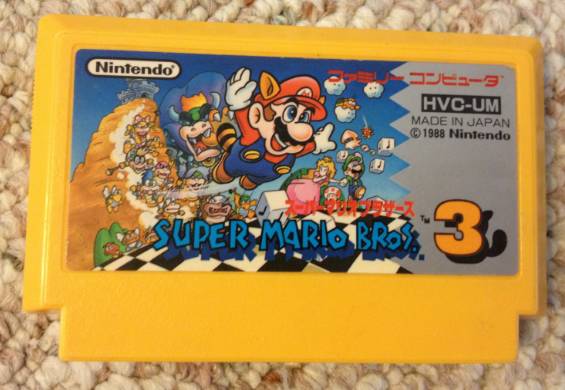 Nintendo
ファミリー コンピュータ
HVC-UM
MADE IN JAPAN
© 1988 Nintendo
スーパーマリオブラザーズ
SUPER MARIO BROS.™ 3